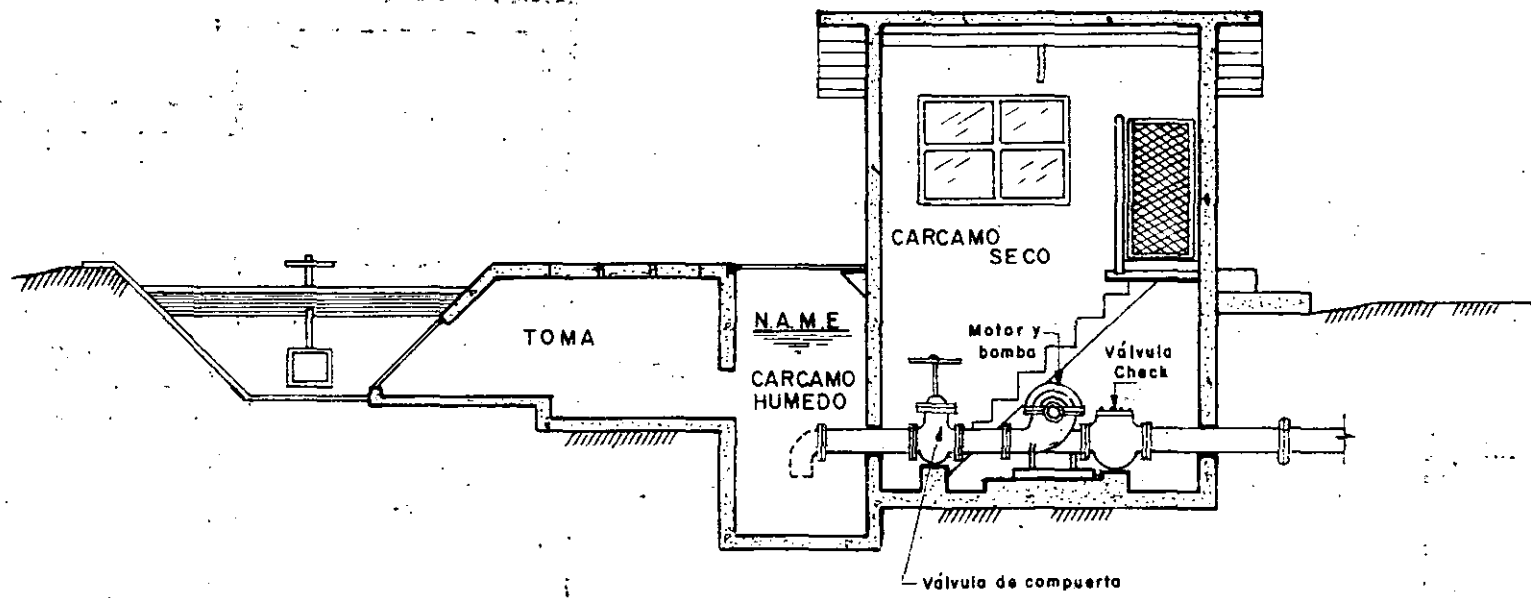 CARCAMO
SECO
TOMA
N.A.M.E
CARCAMO
HUMEDO
Motor y
bomba
Válvula
Check
Válvula de compuerta